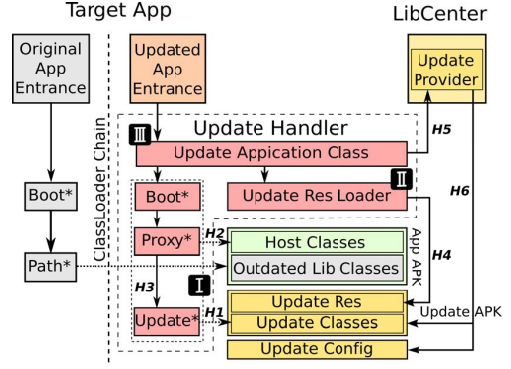 Target App
LibCenter
Original
App
Entrance
Updated
App
Entrance
Update
Provider
Update Handler
III
H5
Update Appication Class
ClassLoader Chain
II
H6
Boot*
Boot*
Update Res Loader
Proxy*
H2
Host Classes
App APK
H4
Path*
Outdated Lib Classes
H3
I
Update Res
Update APK
Update*
H1
Update Classes
Update Config